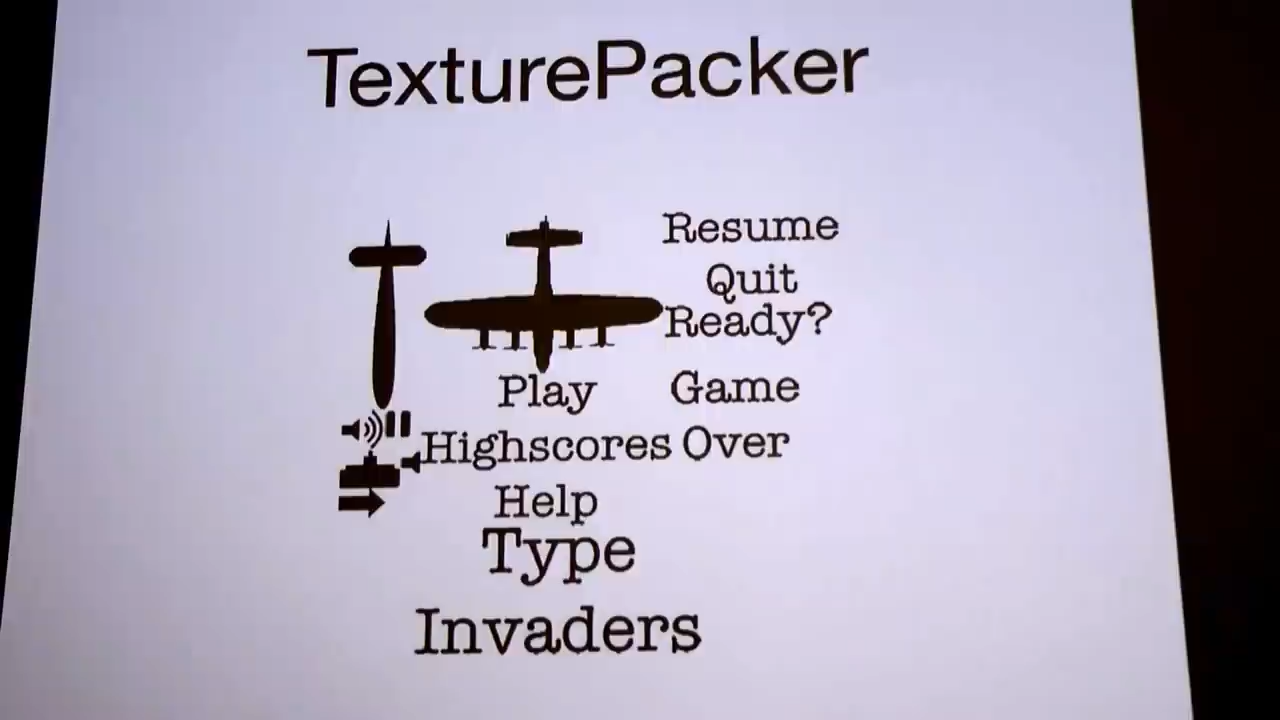 TexturePacker
Resume
Quit
Ready?
Play
Game
Highscores
Over
Help
Type
Invaders